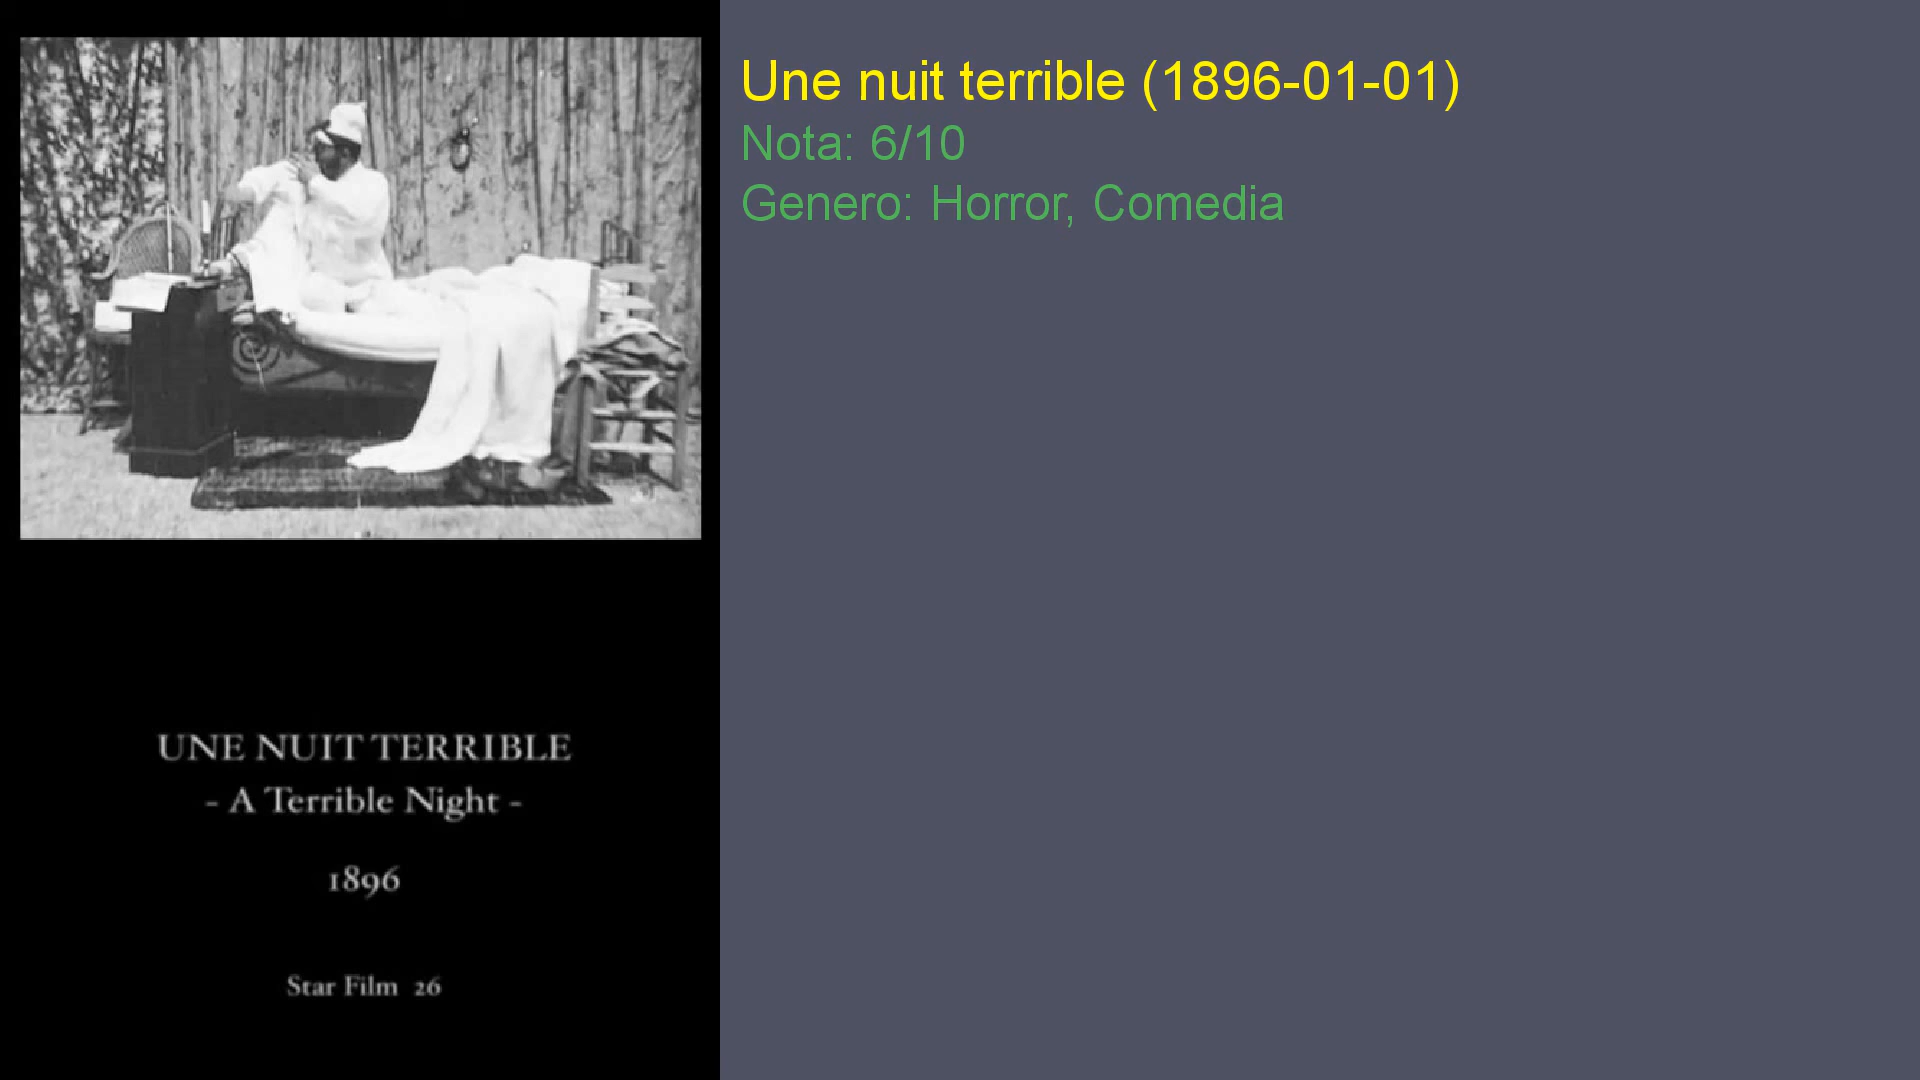 Une nuit terrible (1896-01-01)
Nota: 6/10
Genero: Horror, Comedia
UNE NUIT TERRIBLE
- A Terrible Night -
1896
Star Film 26